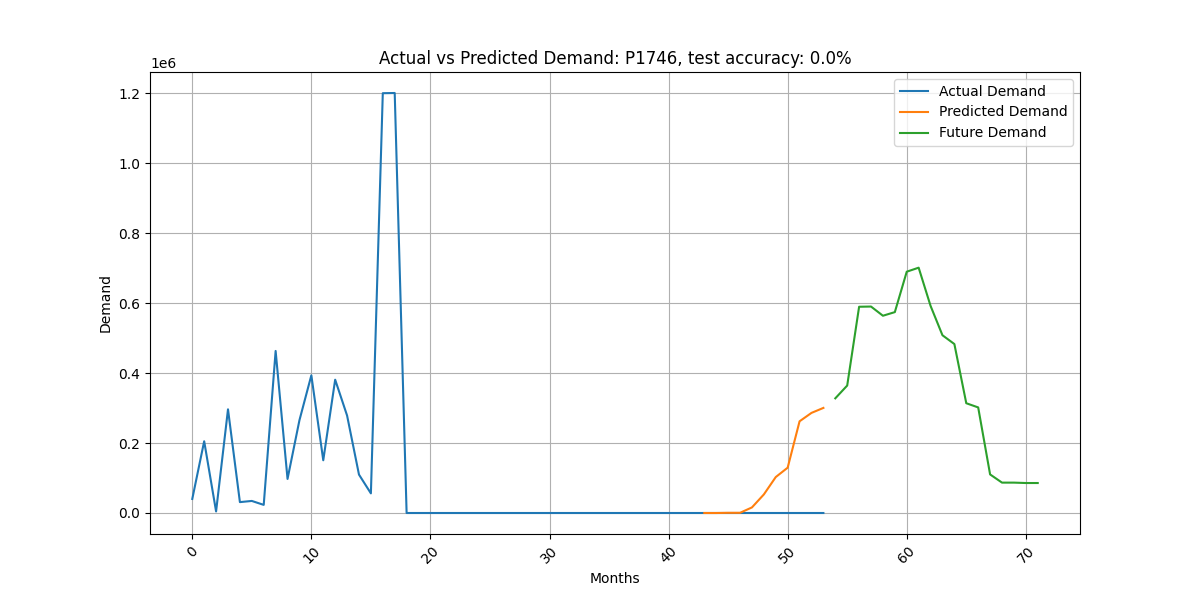 Actual vs Predicted Demand: P1746, test accuracy: 0.0%
1e6
1.2
1.0
0.8
0.6
0.4
0.2
0.0
Demand
Actual Demand
Predicted Demand
Future Demand
0
10
20
30
40
50
60
70
Months